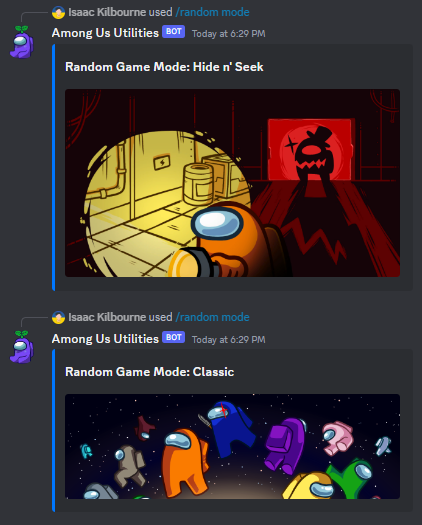 Isaac Kilbourne used /random mode
Among Us Utilities BOT Today at 6:29 PM
Random Game Mode: Hide n' Seek
Isaac Kilbourne used /random mode
Among Us Utilities BOT Today at 6:29 PM
Random Game Mode: Classic